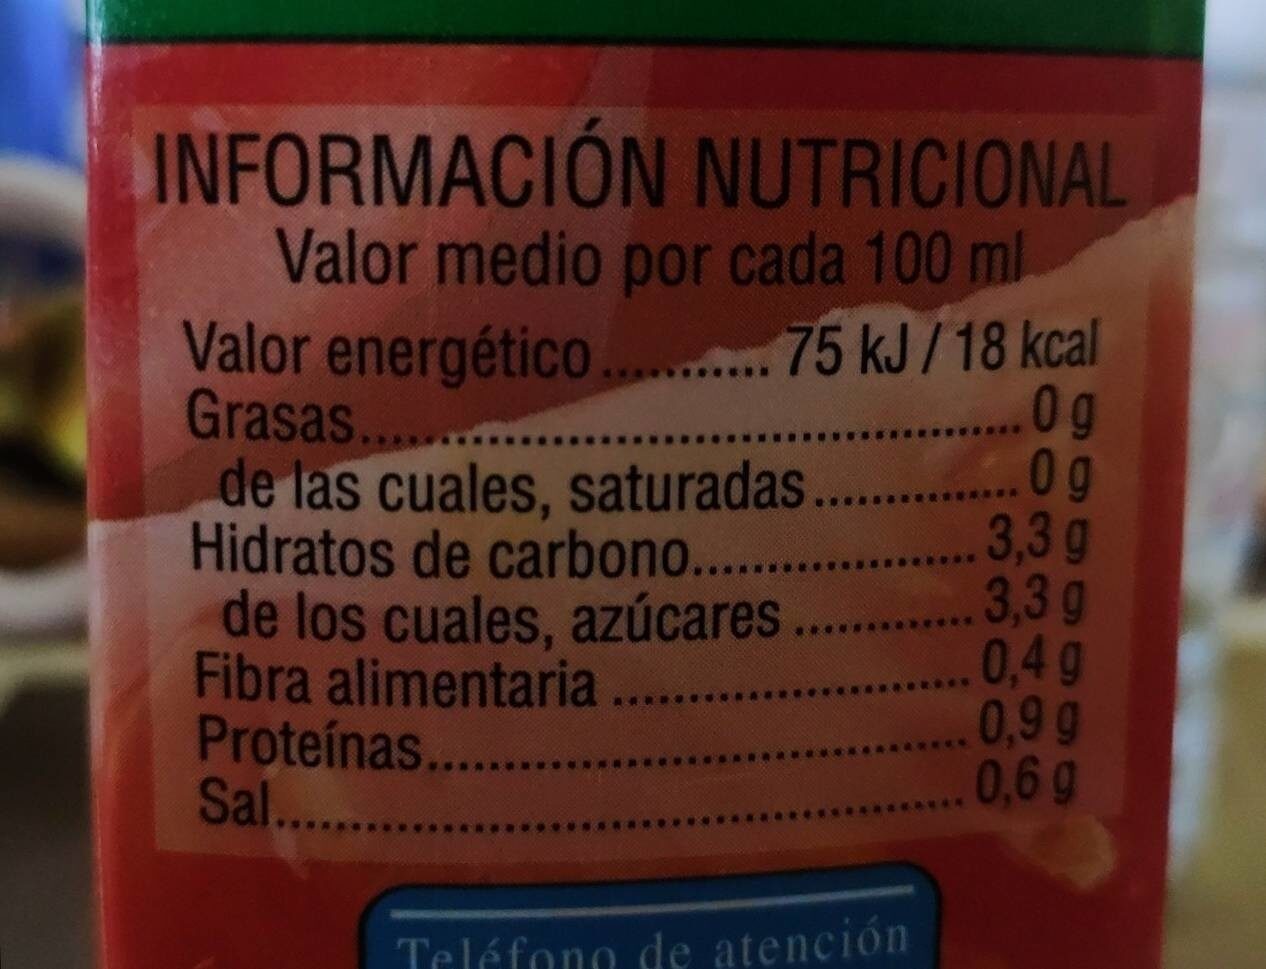 INFORMACIÓN NUTRICIONAL
Valor medio por cada 100 ml
Valor energético ........... 75 kJ / 18 kcal
Grasas............................................. 0 g
de las cuales, saturadas ............... 0 g
Hidratos de carbono.................... 3,3 g
de los cuales, azúcares ............. 3,3 g
Fibra alimentaria ........................ 0,4 g
Proteínas..................................... 0,9 g
Sal................................................ 0,6 g
Teléfono de atención